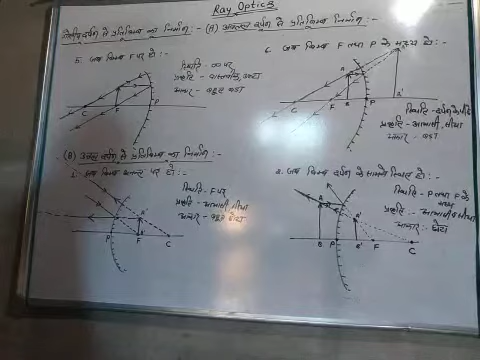 Ray Optics
गोलीय दर्पण से प्रतिबिम्ब का निर्माण :- (A) अवतल दर्पण से प्रतिबिम्ब का निर्माण :-
5. जब बिम्ब F पर हो :-
स्थिति - ∞ पर
प्रकृति - वास्तविक, उल्टा
आकार - बहुत बड़ा
C F P
6. जब बिम्ब F तथा P के मध्य हो :-
A
C F B P B'
स्थिति - दर्पण के पीछे
प्रकृति - आभासी, सीधा
आकार - बड़ा
(B) उत्तल दर्पण से प्रतिबिम्ब का निर्माण :-
1. जब बिम्ब अनन्त पर हो :-
स्थिति - F पर
प्रकृति - आभासी, सीधा
आकार - बहुत छोटा
A'
P B' F C
2. जब बिम्ब दर्पण के सामने स्थित हो :-
स्थिति - P तथा F के
मध्य
प्रकृति - आभासी व सीधा
आकार - छोटा
A A'
B P B' F C